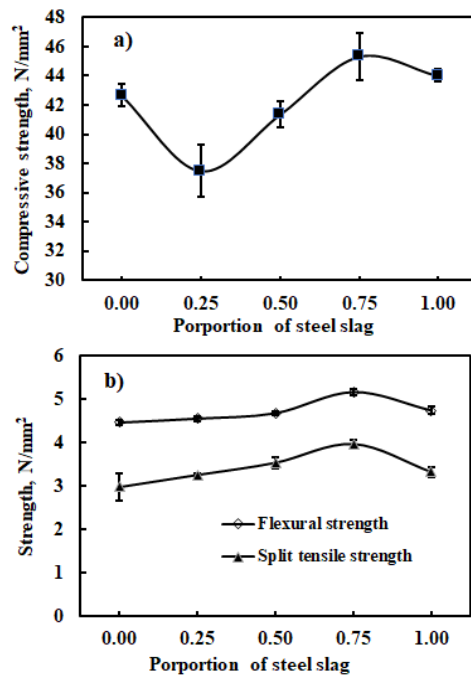 a)
Compressive strength, N/mm²
48
46
44
42
40
38
36
34
32
30
0.00 0.25 0.50 0.75 1.00
Porportion of steel slag
b)
Strength, N/mm²
6
5
4
3
2
1
0
Flexural strength
Split tensile strength
0.00 0.25 0.50 0.75 1.00
Porportion of steel slag